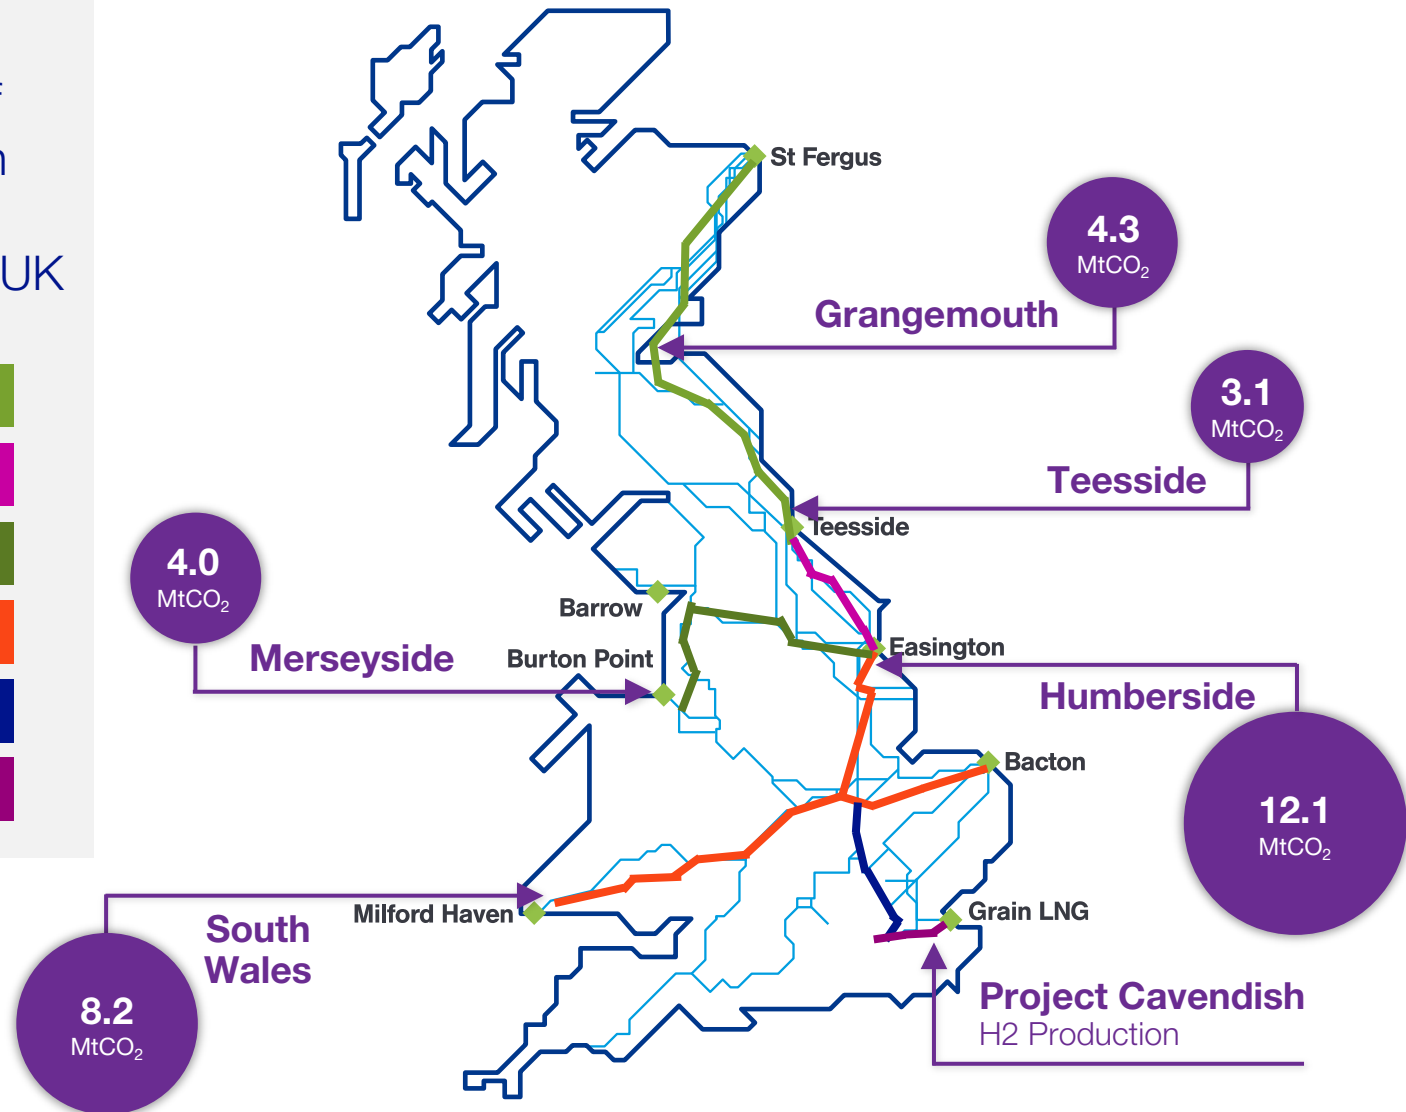 UK
St Fergus
4.3
MtCO₂
Grangemouth
3.1
MtCO₂
Teesside
Teesside
4.0
MtCO₂
Barrow
Merseyside
Burton Point
Easington
Humberside
Bacton
12.1
MtCO₂
Milford Haven
Grain LNG
South
Wales
8.2
MtCO₂
Project Cavendish
H2 Production